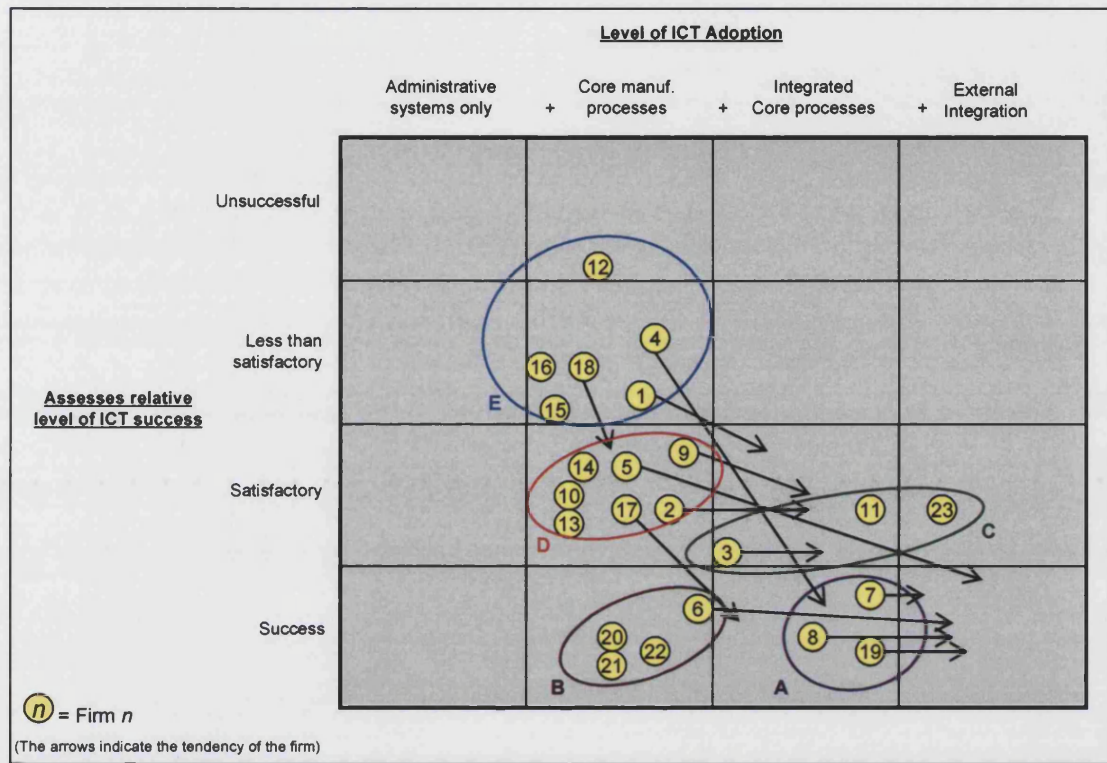 Level of ICT Adoption
Administrative systems only + Core manuf. processes + Integrated Core processes + External Integration
Unsuccessful
12
Less than satisfactory
4
16 18
1
E 15
Assesses relative level of ICT success
9
14 5
Satisfactory
10
17 2 11 23
13
D C
3
7
6
Success
20 8
22 19
21
B A
n = Firm n
(The arrows indicate the tendency of the firm)